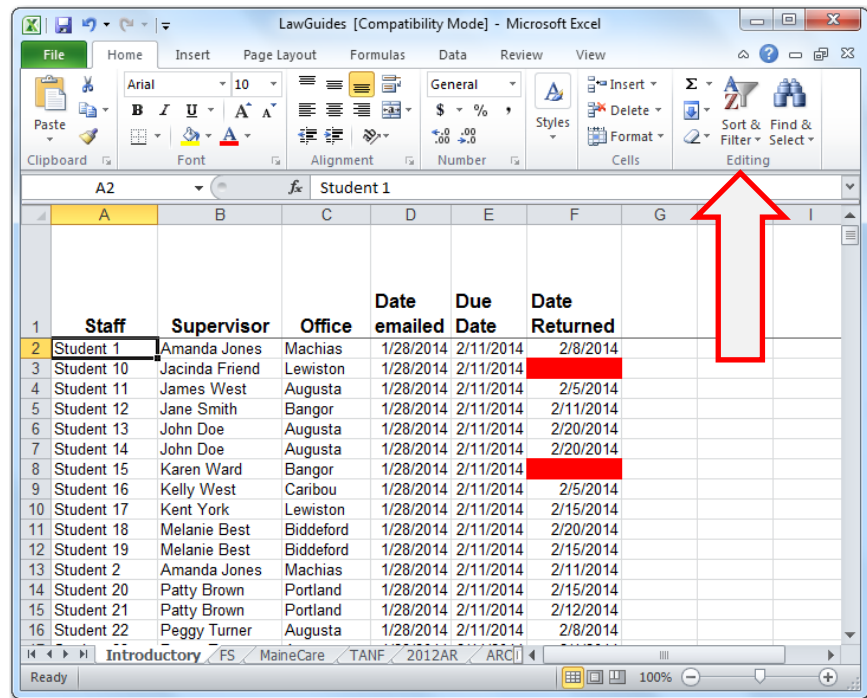 LawGuides [Compatibility Mode] - Microsoft Excel
File Home Insert Page Layout Formulas Data Review View
Arial 10 General Insert Σ
Paste B I U A A $ % , Styles Delete Sort & Find &
A .00 .00 Format Filter Select
Clipboard Font Alignment Number Cells Editing
A2 fx Student 1
A B C D E F G I
1 Staff Supervisor Office Date emailed Due Date Date Returned
2 Student 1 Amanda Jones Machias 1/28/2014 2/11/2014 2/8/2014
3 Student 10 Jacinda Friend Lewiston 1/28/2014 2/11/2014
4 Student 11 James West Augusta 1/28/2014 2/11/2014 2/5/2014
5 Student 12 Jane Smith Bangor 1/28/2014 2/11/2014 2/11/2014
6 Student 13 John Doe Augusta 1/28/2014 2/11/2014 2/20/2014
7 Student 14 John Doe Augusta 1/28/2014 2/11/2014 2/20/2014
8 Student 15 Karen Ward Bangor 1/28/2014 2/11/2014
9 Student 16 Kelly West Caribou 1/28/2014 2/11/2014 2/5/2014
10 Student 17 Kent York Lewiston 1/28/2014 2/11/2014 2/15/2014
11 Student 18 Melanie Best Biddeford 1/28/2014 2/11/2014 2/20/2014
12 Student 19 Melanie Best Biddeford 1/28/2014 2/11/2014 2/15/2014
13 Student 2 Amanda Jones Machias 1/28/2014 2/11/2014 2/11/2014
14 Student 20 Patty Brown Portland 1/28/2014 2/11/2014 2/15/2014
15 Student 21 Patty Brown Portland 1/28/2014 2/11/2014 2/12/2014
16 Student 22 Peggy Turner Augusta 1/28/2014 2/11/2014 2/8/2014
Introductory FS MaineCare TANF 2012AR ARC
Ready 100%